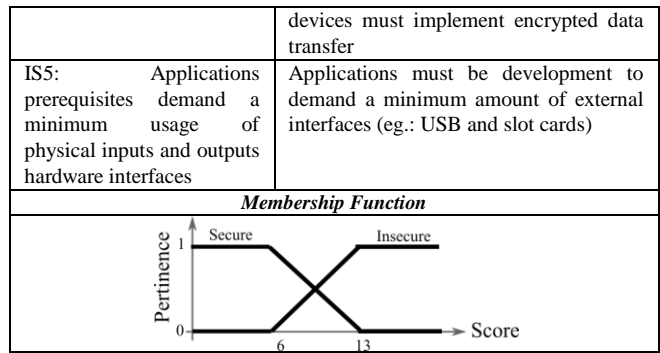 devices must implement encrypted data
transfer
IS5: Applications
prerequisites demand a
minimum usage of
physical inputs and outputs
hardware interfaces
Applications must be development to
demand a minimum amount of external
interfaces (eg.: USB and slot cards)
Membership Function
Pertinence
1
Secure
Insecure
0
6
13
Score